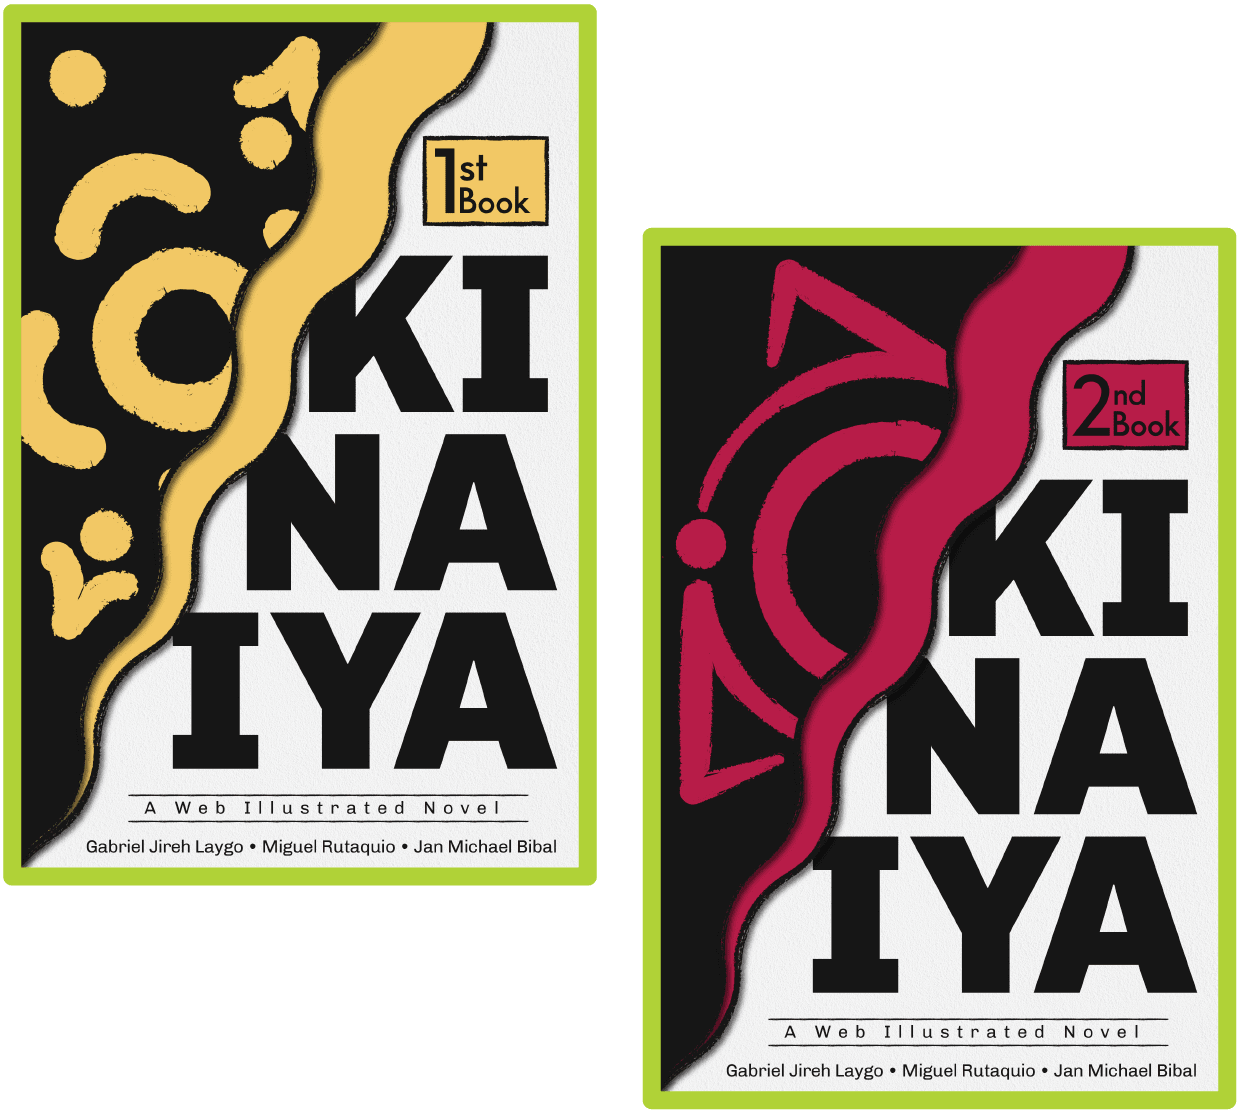 1st
Book
KI
NA
IYA
A Web Illustrated Novel
Gabriel Jireh Laygo • Miguel Rutaquio • Jan Michael Bibal
2nd
Book
KI
NA
IYA
A Web Illustrated Novel
Gabriel Jireh Laygo • Miguel Rutaquio • Jan Michael Bibal